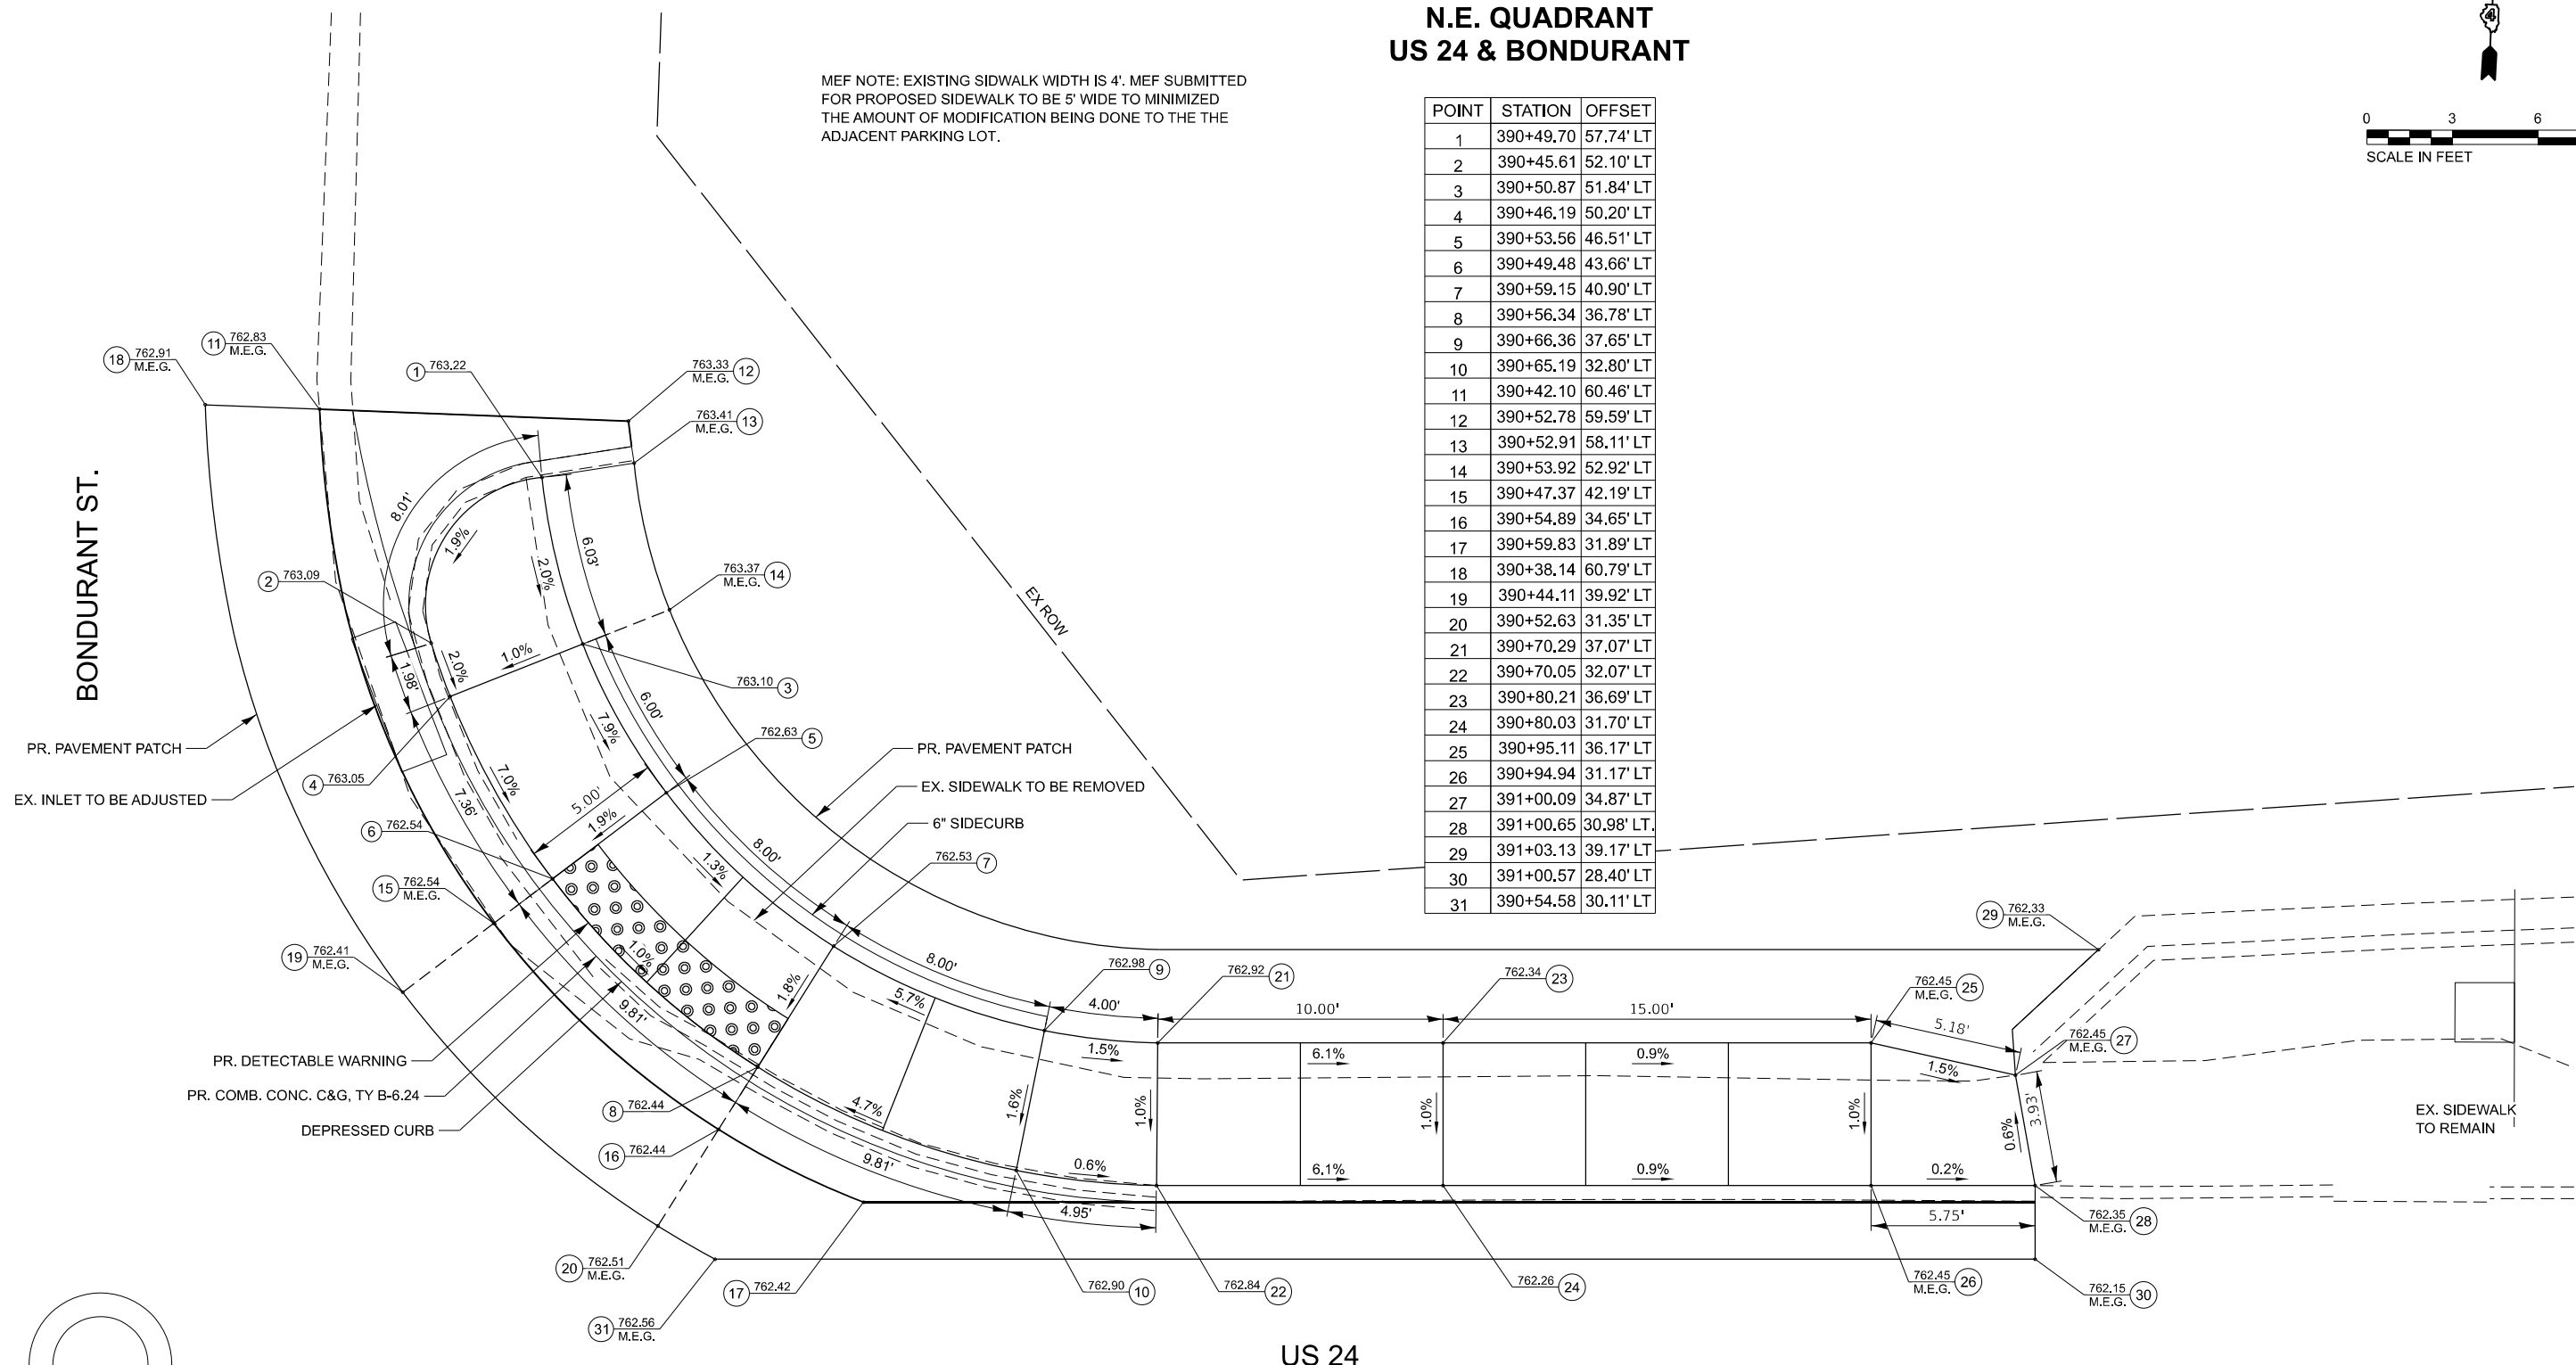 N.E. QUADRANT
US 24 & BONDURANT
4
MEF NOTE: EXISTING SIDWALK WIDTH IS 4'. MEF SUBMITTED
FOR PROPOSED SIDEWALK TO BE 5' WIDE TO MINIMIZED
THE AMOUNT OF MODIFICATION BEING DONE TO THE THE
ADJACENT PARKING LOT.
0 3 6
SCALE IN FEET
POINT STATION OFFSET
1 390+49.70 57.74' LT
2 390+45.61 52.10' LT
3 390+50.87 51.84' LT
4 390+46.19 50.20' LT
5 390+53.56 46.51' LT
6 390+49.48 43.66' LT
7 390+59.15 40.90' LT
8 390+56.34 36.78' LT
9 390+66.36 37.65' LT
10 390+65.19 32.80' LT
11 390+42.10 60.46' LT
12 390+52.78 59.59' LT
13 390+52.91 58.11' LT
14 390+53.92 52.92' LT
15 390+47.37 42.19' LT
16 390+54.89 34.65' LT
17 390+59.83 31.89' LT
18 390+38.14 60.79' LT
19 390+44.11 39.92' LT
20 390+52.63 31.35' LT
21 390+70.29 37.07' LT
22 390+70.05 32.07' LT
23 390+80.21 36.69' LT
24 390+80.03 31.70' LT
25 390+95.11 36.17' LT
26 390+94.94 31.17' LT
27 391+00.09 34.87' LT
28 391+00.65 30.98' LT.
29 391+03.13 39.17' LT
30 391+00.57 28.40' LT
31 390+54.58 30.11' LT
18 762.91
M.E.G.
11 762.83
M.E.G.
1 763.22
763.33 12
M.E.G.
763.41 13
M.E.G.
8.01'
1.9%
2.0%
6.03'
2 763.09
763.37 14
M.E.G.
EX ROW
BONDURANT ST.
1.98'
2.0%
1.0%
763.10 3
6.00'
7.9%
762.63 5
PR. PAVEMENT PATCH
PR. PAVEMENT PATCH
4 763.05
7.0%
EX. INLET TO BE ADJUSTED
7.36'
5.00'
EX. SIDEWALK TO BE REMOVED
6 762.54
1.9%
6" SIDECURB
8.00'
1.3%
762.53 7
15 762.54
M.E.G.
29 762.33
M.E.G.
19 762.41
M.E.G.
1.0%
1.8%
8.00'
762.98 9
762.92 21
762.34 23
762.45 25
M.E.G.
9.81'
5.7%
4.00'
10.00'
15.00'
5.18'
762.45 27
M.E.G.
PR. DETECTABLE WARNING
1.5%
6.1%
0.9%
1.5%
PR. COMB. CONC. C&G, TY B-6.24
8 762.44
4.7%
1.6%
1.0%
1.0%
1.0%
0.6%
3.93'
EX. SIDEWALK
TO REMAIN
DEPRESSED CURB
16 762.44
9.81'
0.6%
6.1%
0.9%
0.2%
4.95'
5.75'
762.35 28
M.E.G.
20 762.51
M.E.G.
17 762.42
762.90 10
762.84 22
762.26 24
762.45 26
M.E.G.
762.15 30
M.E.G.
31 762.56
M.E.G.
US 24